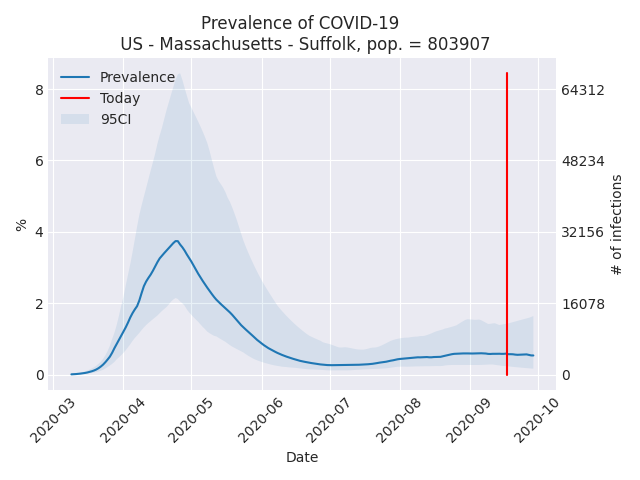 Prevalence of COVID-19
US - Massachusetts - Suffolk, pop. = 803907
Prevalence
Today
95CI
8
6
4
2
0
%
64312
48234
32156
16078
0
# of infections
2020-03
2020-04
2020-05
2020-06
2020-07
2020-08
2020-09
2020-10
Date